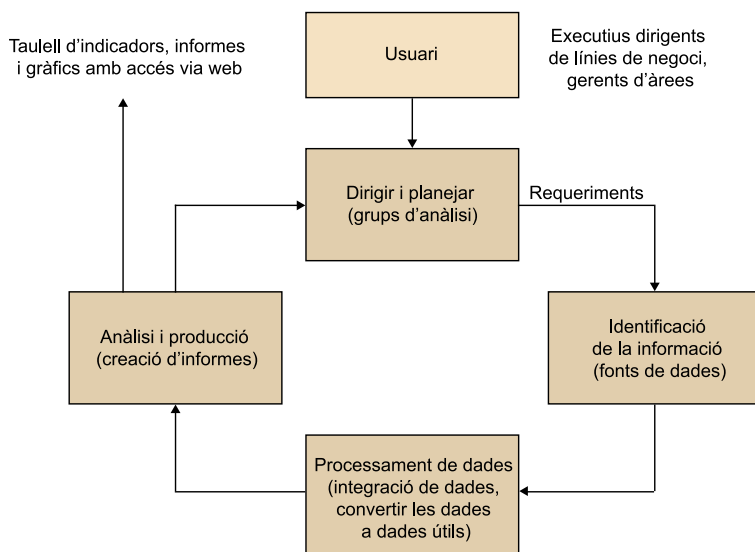 Taulell d’indicadors, informes
i gràfics amb accés via web
Usuari
Executius dirigents
de línies de negoci,
gerents d’àrees
Dirigir i planejar
(grups d’anàlisi)
Requeriments
Anàlisi i producció
(creació d’informes)
Identificació
de la informació
(fonts de dades)
Processament de dades
(integració de dades,
convertir les dades
a dades útils)